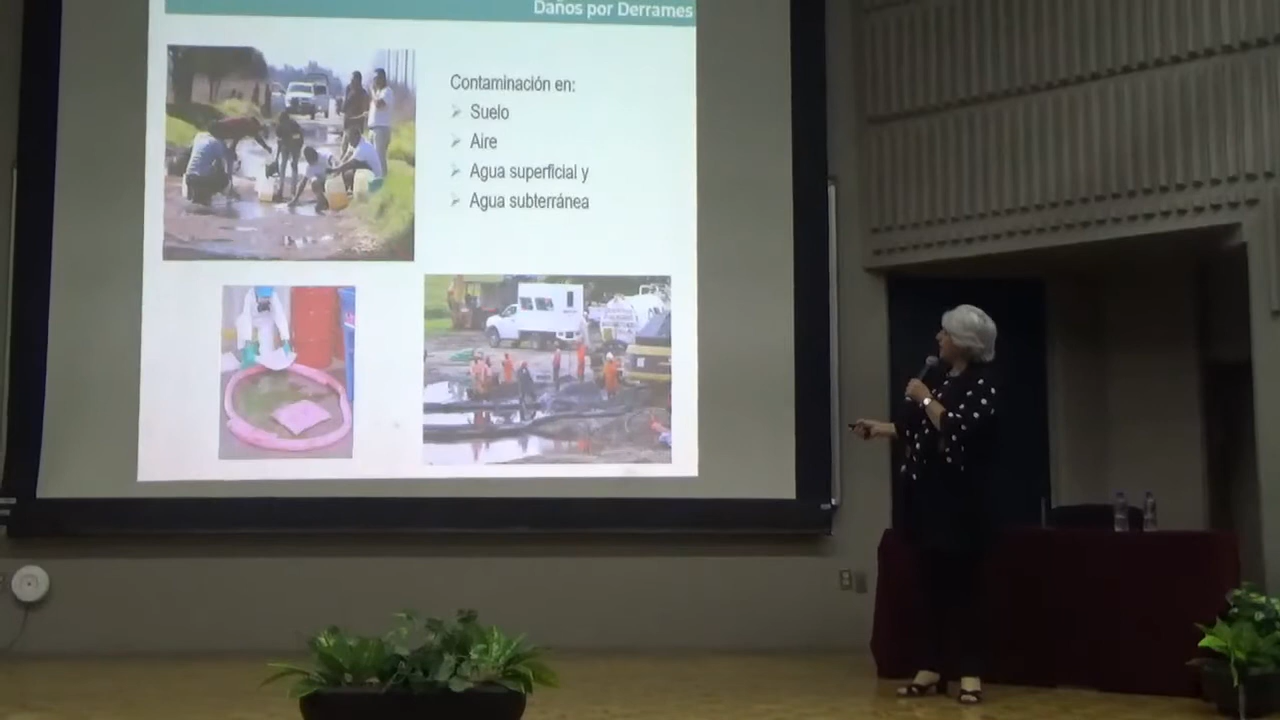 Daños por Derrames
Contaminación en:
Suelo
Aire
Agua superficial y
Agua subterránea